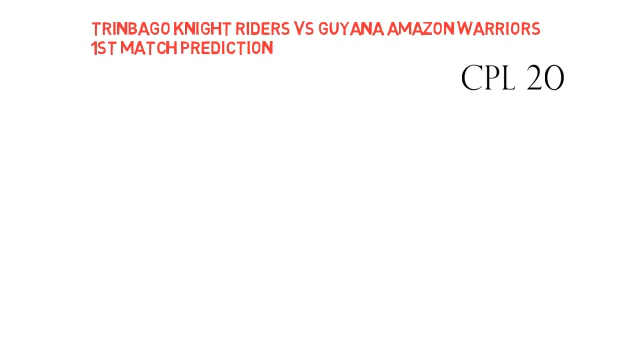 TRINBAGO KNIGHT RIDERS VS GUYANA AMAZON WARRIORS
1ST MATCH PREDICTION
CPL 20